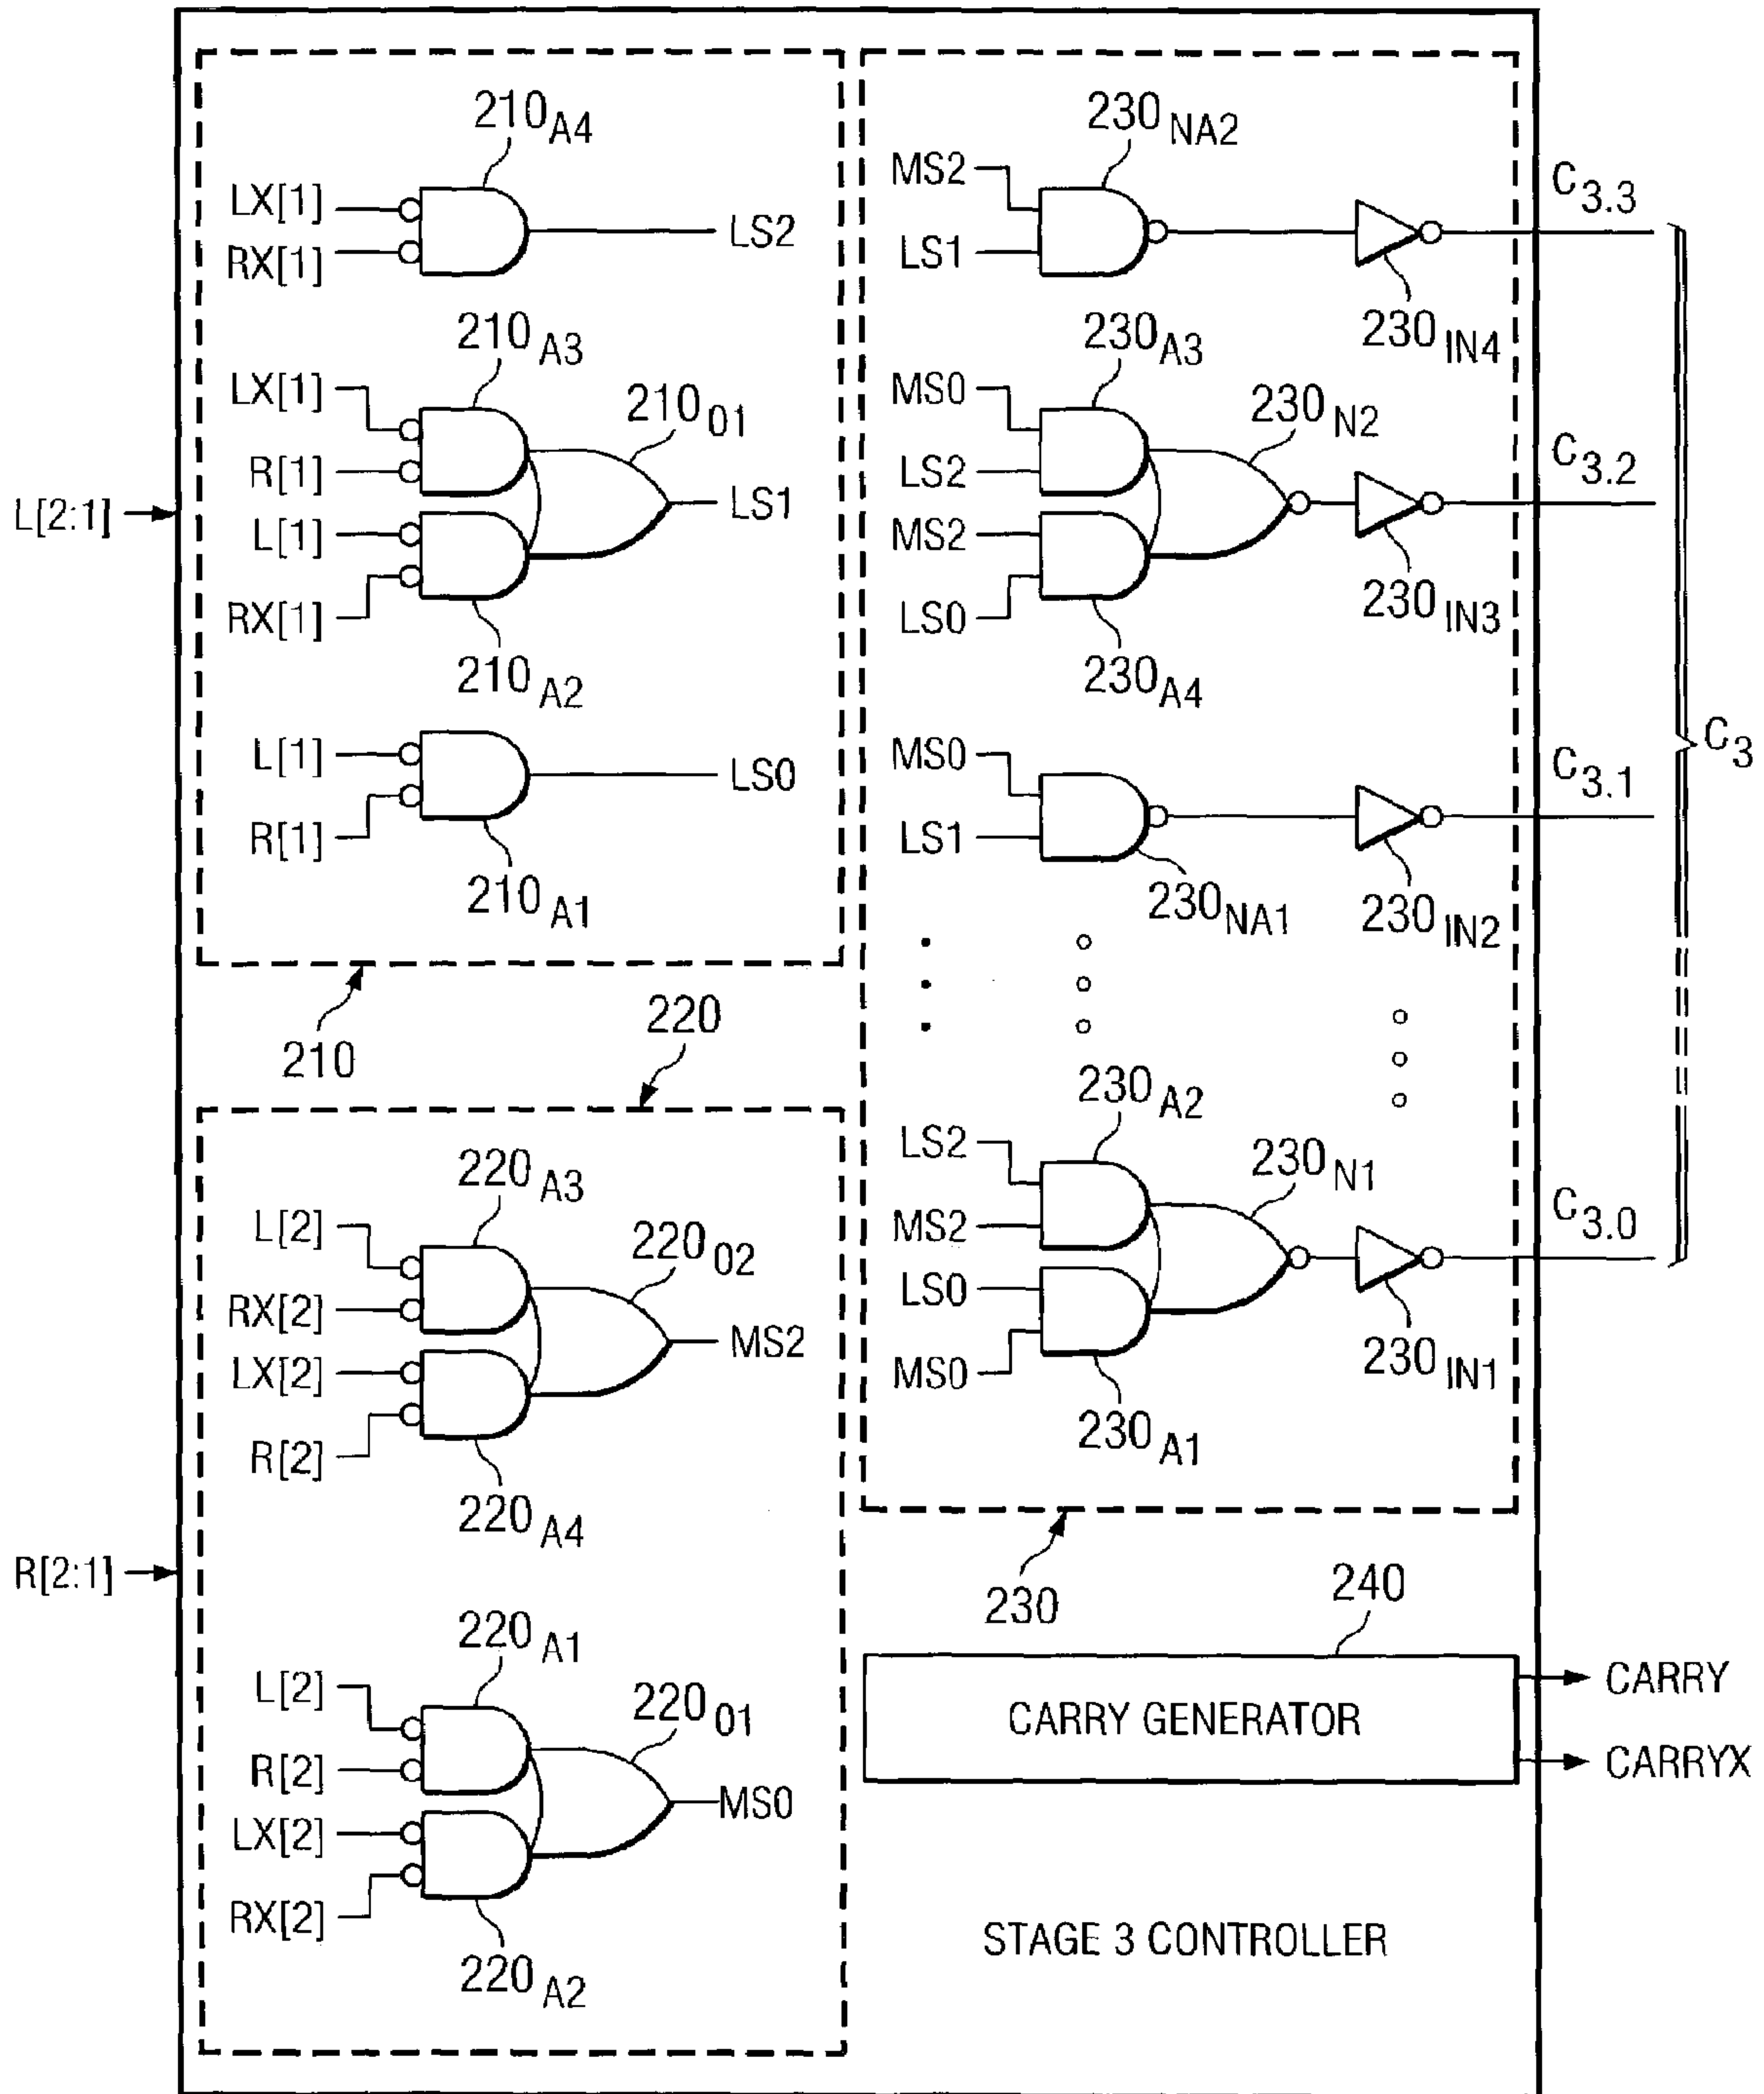 210A4
LX[1]
RX[1]
LS2
210A3
LX[1]
R[1]
L[1]
RX[1]
210O1
LS1
210A2
L[1]
R[1]
LS0
210A1
210
L[2:1]
220
220A3
L[2]
RX[2]
LX[2]
R[2]
220O2
MS2
220A4
R[2:1]
220A1
L[2]
R[2]
LX[2]
RX[2]
220O1
MS0
220A2
230NA2
MS2
LS1
C3.3
230IN4
230A3
MS0
LS2
MS2
LS0
230N2
C3.2
230IN3
230A4
MS0
LS1
C3.1
230NA1
230IN2
C3
230A2
LS2
MS2
LS0
MS0
230N1
C3.0
230IN1
230A1
230
240
CARRY GENERATOR
CARRY
CARRYX
STAGE 3 CONTROLLER